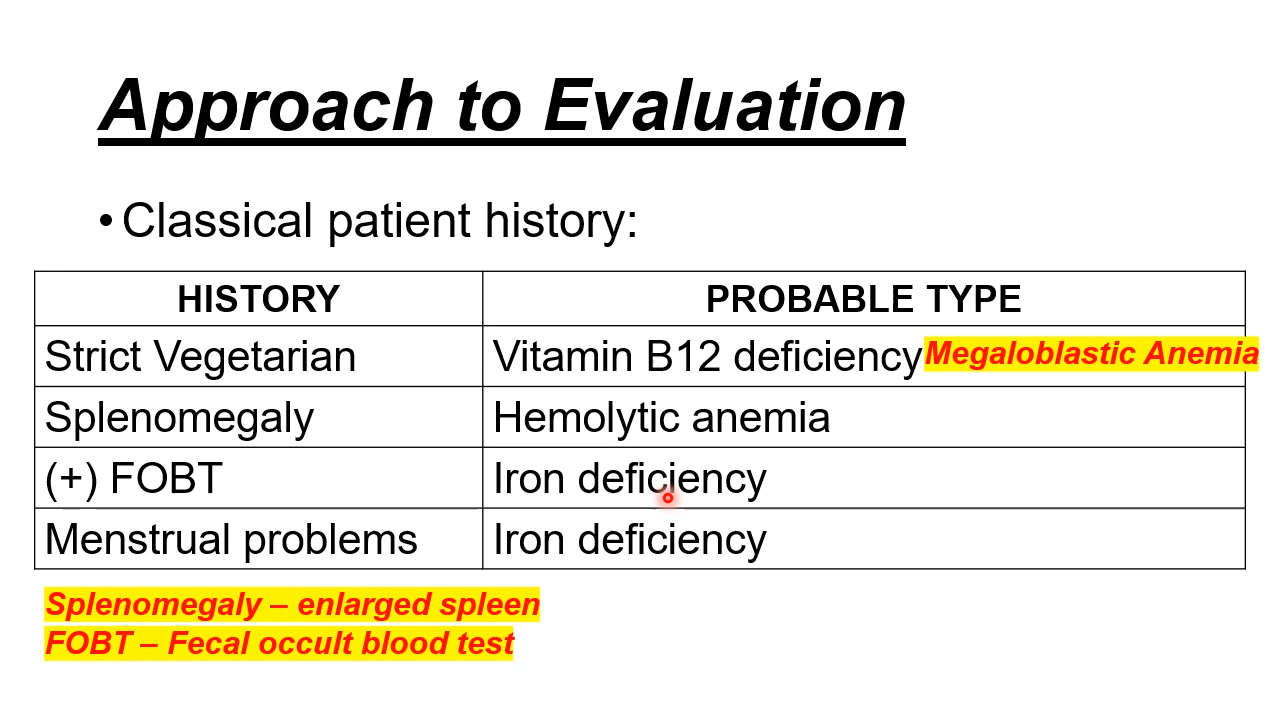 Approach to Evaluation
• Classical patient history:
HISTORY PROBABLE TYPE
Strict Vegetarian Vitamin B12 deficiency Megaloblastic Anemia
Splenomegaly Hemolytic anemia
(+) FOBT Iron deficiency
Menstrual problems Iron deficiency
Splenomegaly – enlarged spleen
FOBT – Fecal occult blood test